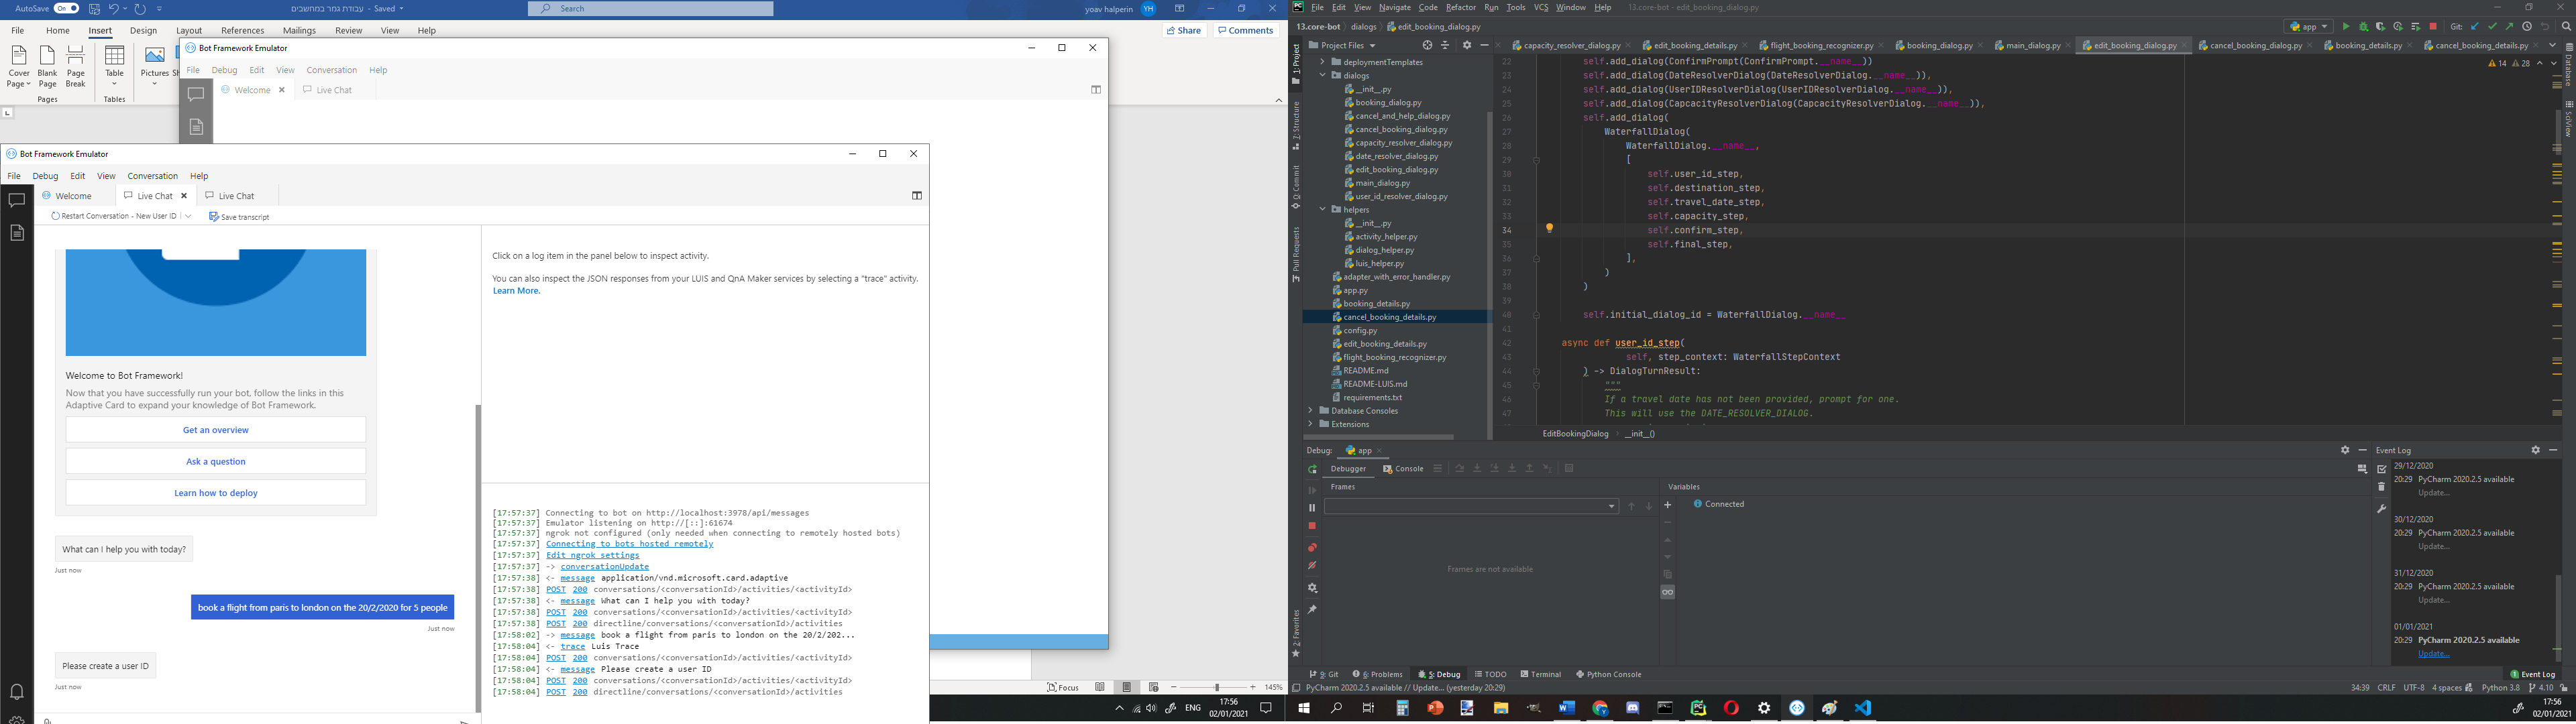 AutoSave On עבודת גמר במחשבים - Saved Search yoav halperin YH
File Home Insert Design Layout References Mailings Review View Help Share Comments
Cover Page
Blank Page
Page Break
Table
Pictures
Pages Tables
Bot Framework Emulator
File Debug Edit View Conversation Help
Welcome Live Chat
Bot Framework Emulator
File Debug Edit View Conversation Help
Welcome Live Chat Live Chat
Restart Conversation - New User ID Save transcript
Welcome to Bot Framework!
Now that you have successfully run your bot, follow the links in this
Adaptive Card to expand your knowledge of Bot Framework.
Get an overview
Ask a question
Learn how to deploy
What can I help you with today?
Just now
book a flight from paris to london on the 20/2/2020 for 5 people
Just now
Please create a user ID
Just now
Click on a log item in the panel below to inspect activity.
You can also inspect the JSON responses from your LUIS and QnA Maker services by selecting a "trace" activity.
Learn More.
[17:57:37] Connecting to bot on http://localhost:3978/api/messages
[17:57:37] Emulator listening on http://[::]:61674
[17:57:37] ngrok not configured (only needed when connecting to remotely hosted bots)
[17:57:37] Connecting to bots hosted remotely
[17:57:37] Edit ngrok settings
[17:57:37] -> conversationUpdate
[17:57:38] <- message application/vnd.microsoft.card.adaptive
[17:57:38] POST 200 conversations/<conversationId>/activities/<activityId>
[17:57:38] <- message What can I help you with today?
[17:57:38] POST 200 conversations/<conversationId>/activities/<activityId>
[17:57:38] POST 200 directline/conversations/<conversationId>/activities
[17:58:02] -> message book a flight from paris to london on the 20/2/202...
[17:58:04] <- trace Luis Trace
[17:58:04] POST 200 conversations/<conversationId>/activities/<activityId>
[17:58:04] <- message Please create a user ID
[17:58:04] POST 200 conversations/<conversationId>/activities/<activityId>
[17:58:04] POST 200 directline/conversations/<conversationId>/activities
Focus 145%
ENG 17:56
02/01/2021
File Edit View Navigate Code Refactor Run Tools VCS Window Help 13.core-bot - edit_booking_dialog.py
13.core-bot dialogs edit_booking_dialog.py app Git:
Project Files
capacity_resolver_dialog.py edit_booking_details.py flight_booking_recognizer.py booking_dialog.py main_dialog.py edit_booking_dialog.py cancel_booking_dialog.py booking_details.py cancel_booking_details.py
1: Project
7: Structure
0: Commit
Pull Requests
2: Favorites
Database
SciView
deploymentTemplates
dialogs
__init__.py
booking_dialog.py
cancel_and_help_dialog.py
cancel_booking_dialog.py
capacity_resolver_dialog.py
date_resolver_dialog.py
edit_booking_dialog.py
main_dialog.py
user_id_resolver_dialog.py
helpers
__init__.py
activity_helper.py
dialog_helper.py
luis_helper.py
adapter_with_error_handler.py
app.py
booking_details.py
cancel_booking_details.py
config.py
edit_booking_details.py
flight_booking_recognizer.py
README.md
README-LUIS.md
requirements.txt
Database Consoles
Extensions
14 28
22 self.add_dialog(ConfirmPrompt(ConfirmPrompt.__name__))
23 self.add_dialog(DateResolverDialog(DateResolverDialog.__name__)),
24 self.add_dialog(UserIDResolverDialog(UserIDResolverDialog.__name__)),
25 self.add_dialog(CapcacityResolverDialog(CapcacityResolverDialog.__name__)),
26 self.add_dialog(
27 WaterfallDialog(
28 WaterfallDialog.__name__,
29 [
30 self.user_id_step,
31 self.destination_step,
32 self.travel_date_step,
33 self.capacity_step,
34 self.confirm_step,
35 self.final_step,
36 ],
37 )
38 )
39
40 self.initial_dialog_id = WaterfallDialog.__name__
41
42 async def user_id_step(
43 self, step_context: WaterfallStepContext
44 ) -> DialogTurnResult:
45 """
46 If a travel date has not been provided, prompt for one.
47 This will use the DATE_RESOLVER_DIALOG.
EditBookingDialog __init__()
Debug: app
Debugger Console
Frames Variables
Connected
Frames are not available
Event Log
29/12/2020
20:29 PyCharm 2020.2.5 available
Update...
30/12/2020
20:29 PyCharm 2020.2.5 available
Update...
31/12/2020
20:29 PyCharm 2020.2.5 available
Update...
01/01/2021
20:29 PyCharm 2020.2.5 available
Update...
9: Git 6: Problems 5: Debug TODO Terminal Python Console 1 Event Log
PyCharm 2020.2.5 available // Update... (yesterday 20:29) 34:39 CRLF UTF-8 4 spaces Python 3.8 4.10
17:56
02/01/2021